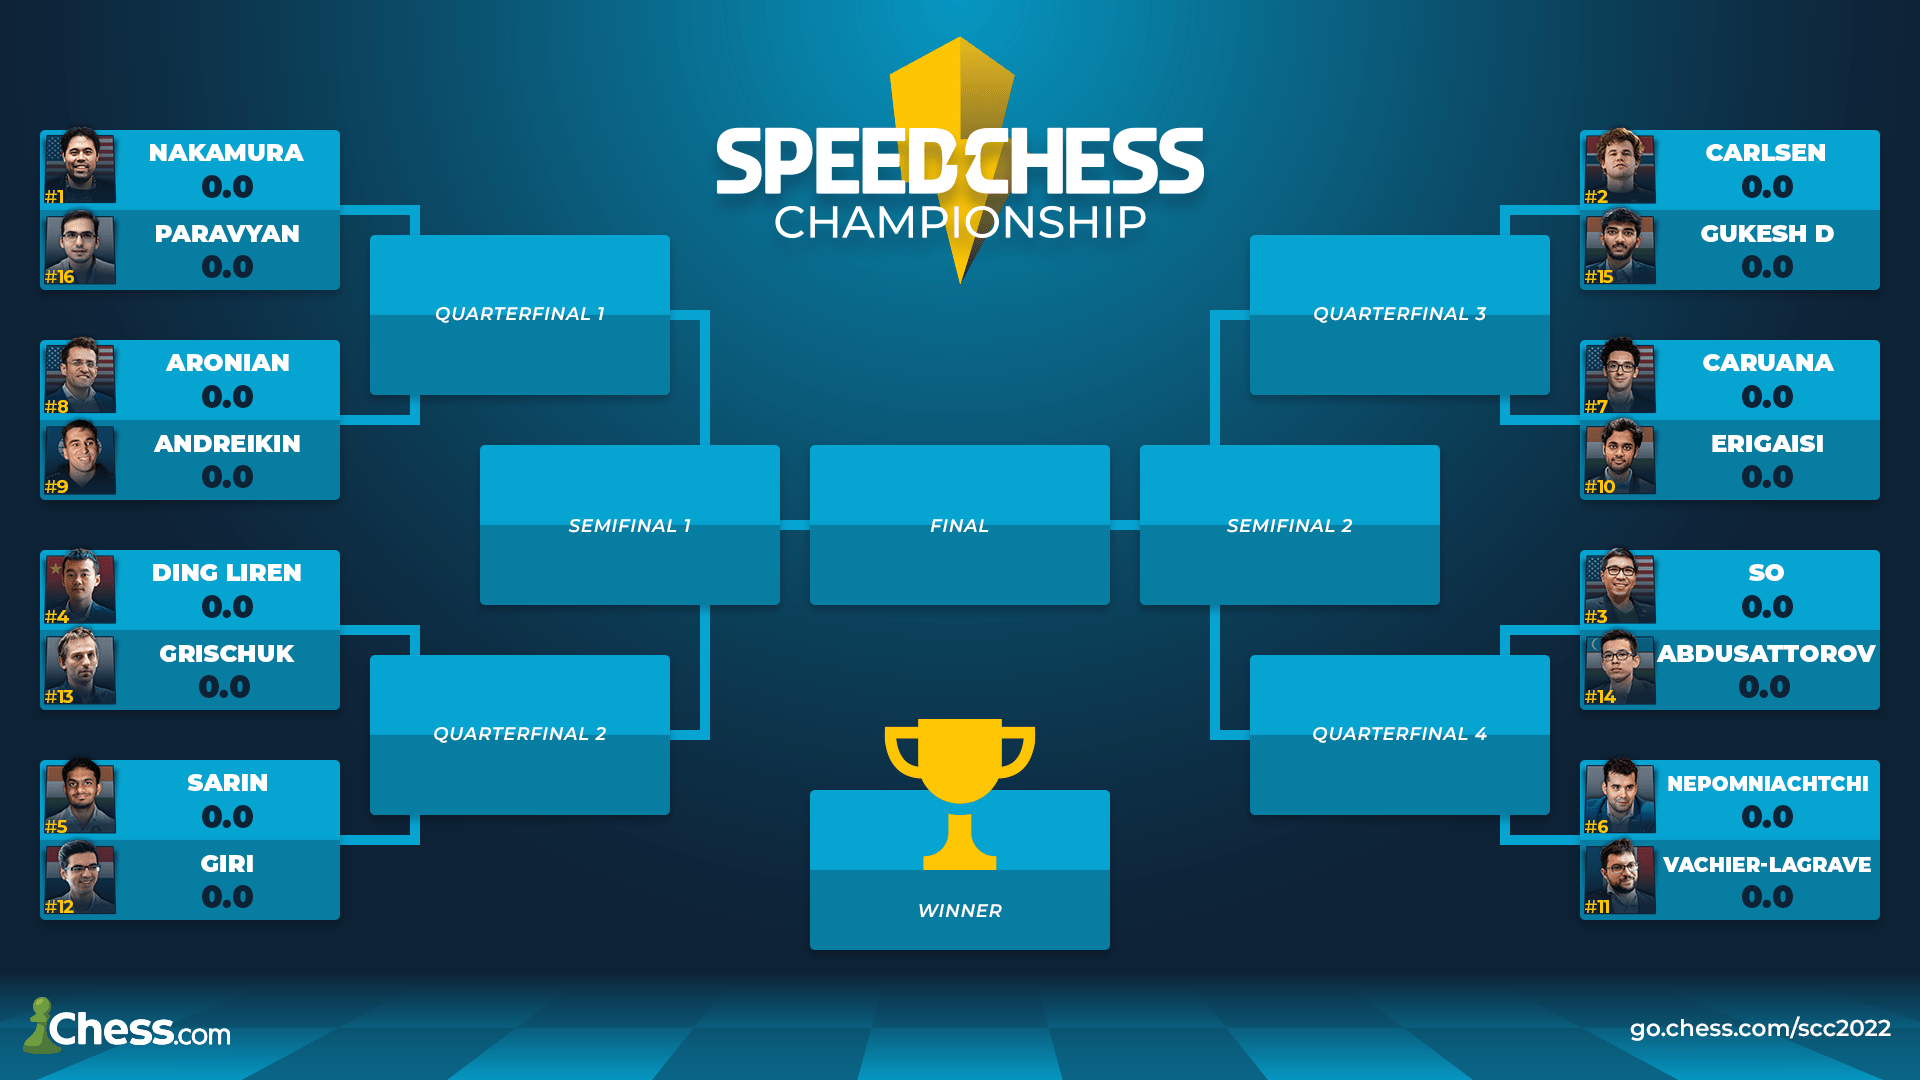 SPEEDCHESS
CHAMPIONSHIP
NAKAMURA
0.0
#1
PARAVYAN
0.0
#16
ARONIAN
0.0
#8
ANDREIKIN
0.0
#9
DING LIREN
0.0
#4
GRISCHUK
0.0
#13
SARIN
0.0
#5
GIRI
0.0
#12
QUARTERFINAL 1
QUARTERFINAL 2
SEMIFINAL 1
FINAL
SEMIFINAL 2
WINNER
QUARTERFINAL 3
QUARTERFINAL 4
CARLSEN
0.0
#2
GUKESH D
0.0
#15
CARUANA
0.0
#7
ERIGAISI
0.0
#10
SO
0.0
#3
ABDUSATTOROV
0.0
#14
NEPOMNIACHTCHI
0.0
#6
VACHIER-LAGRAVE
0.0
#11
Chess.com
go.chess.com/scc2022